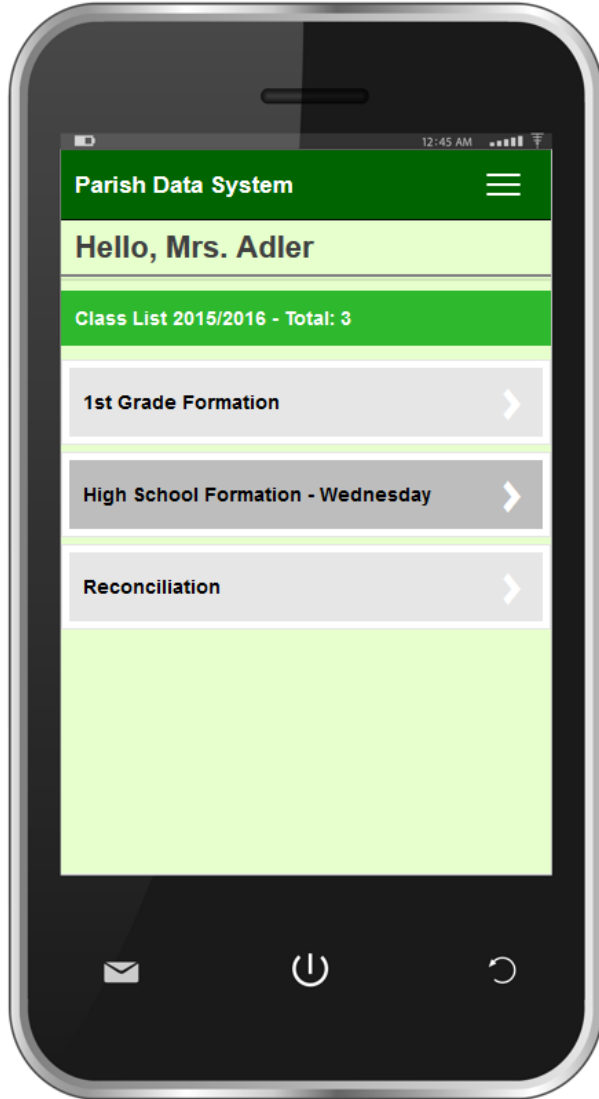 12:45 AM
Parish Data System
Hello, Mrs. Adler
Class List 2015/2016 - Total: 3
1st Grade Formation
High School Formation - Wednesday
Reconciliation